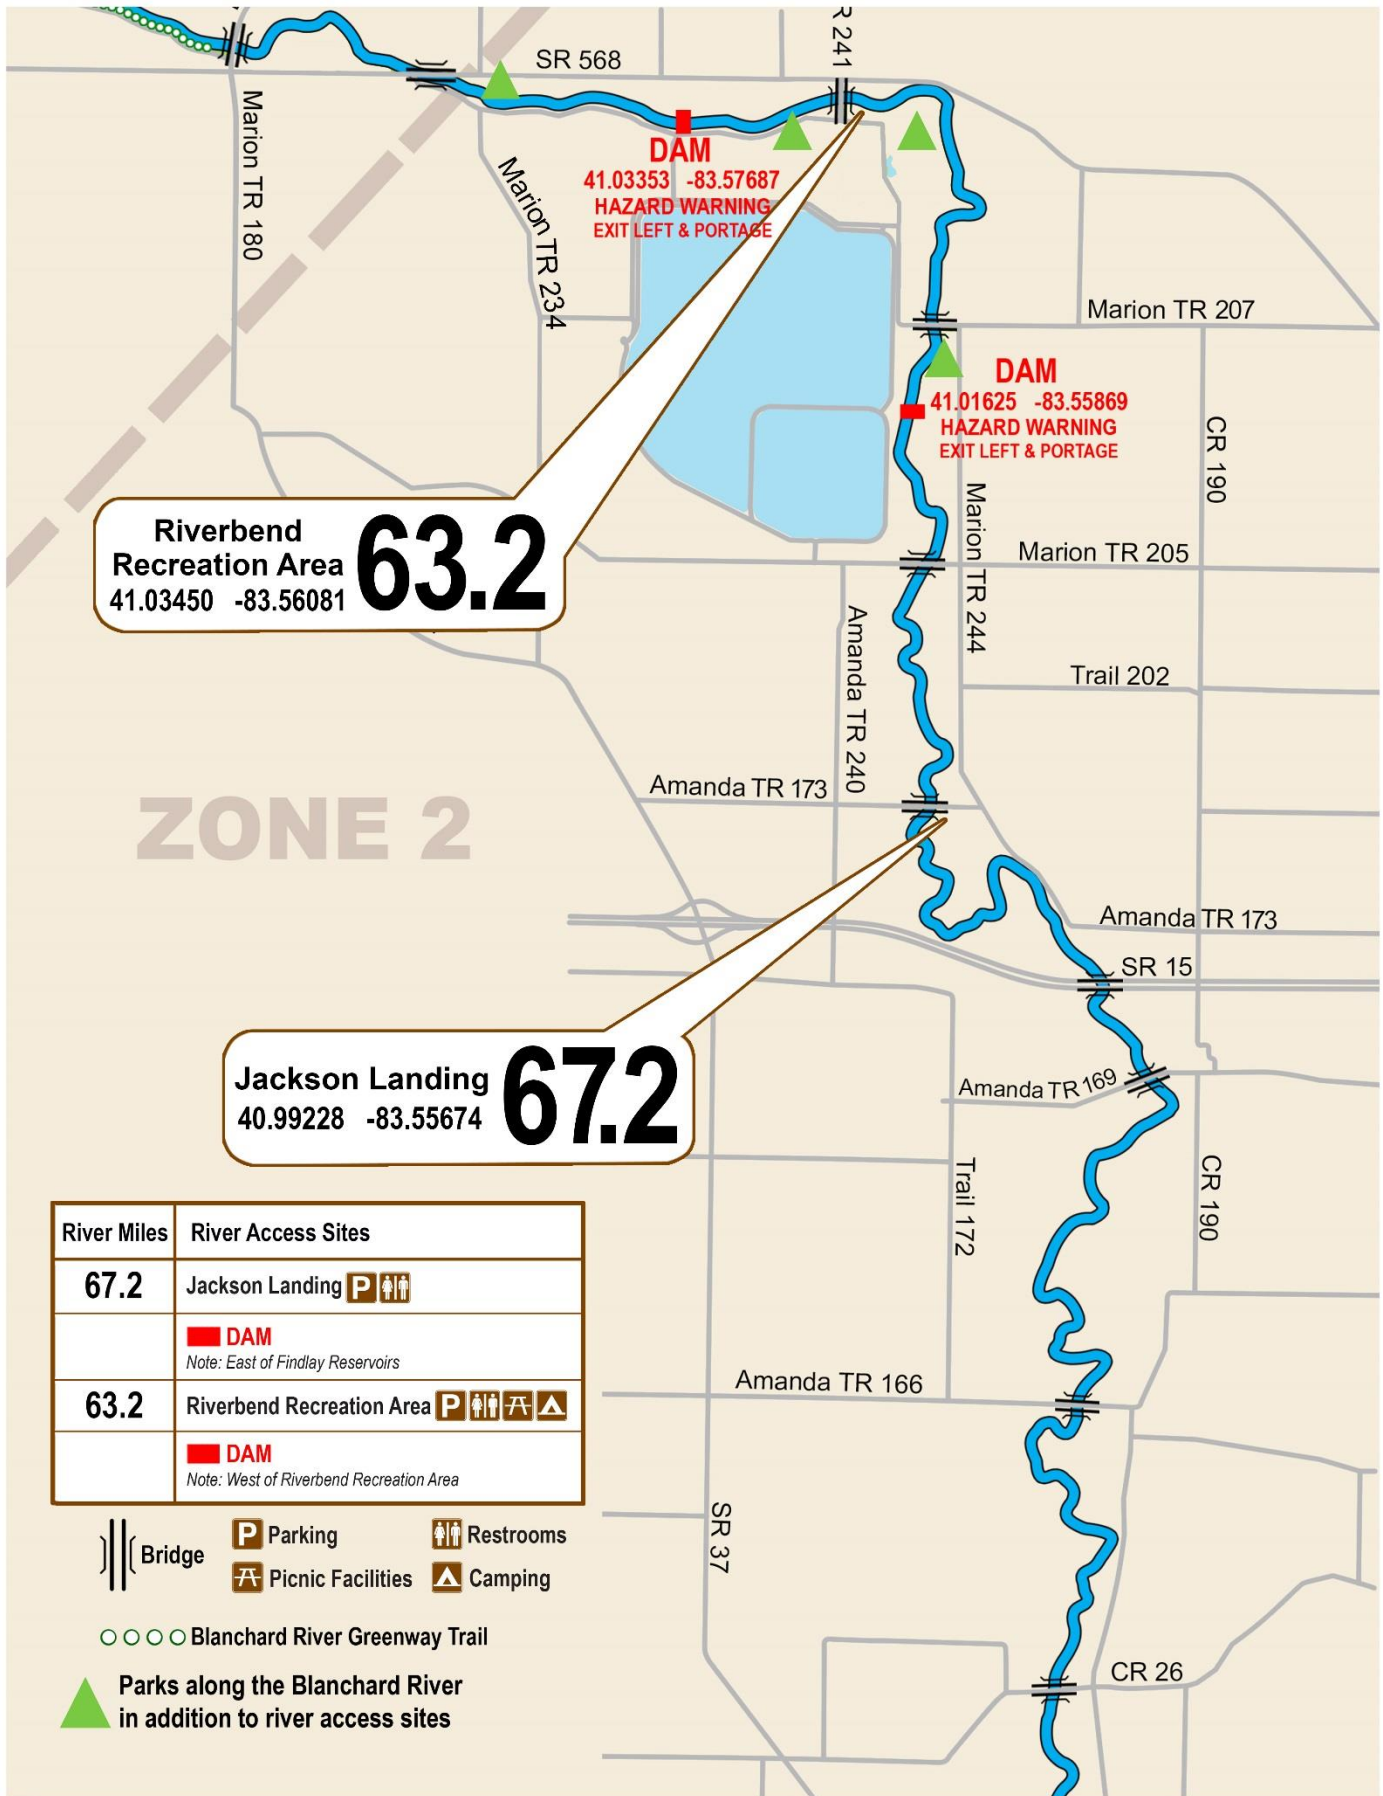 R 241
SR 568
Marion TR 180
Marion TR 234
DAM
41.03353 -83.57687
HAZARD WARNING
EXIT LEFT & PORTAGE
Marion TR 207
DAM
41.01625 -83.55869
HAZARD WARNING
EXIT LEFT & PORTAGE
CR 190
Marion TR 244
Riverbend
Recreation Area
41.03450 -83.56081
63.2
Marion TR 205
Amanda TR 240
Trail 202
Amanda TR 173
ZONE 2
Amanda TR 173
SR 15
Jackson Landing
40.99228 -83.55674
67.2
Amanda TR 169
Trail 172
CR 190
River Miles River Access Sites
67.2 Jackson Landing P
DAM
Note: East of Findlay Reservoirs
63.2 Riverbend Recreation Area P
DAM
Note: West of Riverbend Recreation Area
Amanda TR 166
SR 37
Bridge
P Parking
Restrooms
Picnic Facilities
Camping
Blanchard River Greenway Trail
Parks along the Blanchard River
in addition to river access sites
CR 26